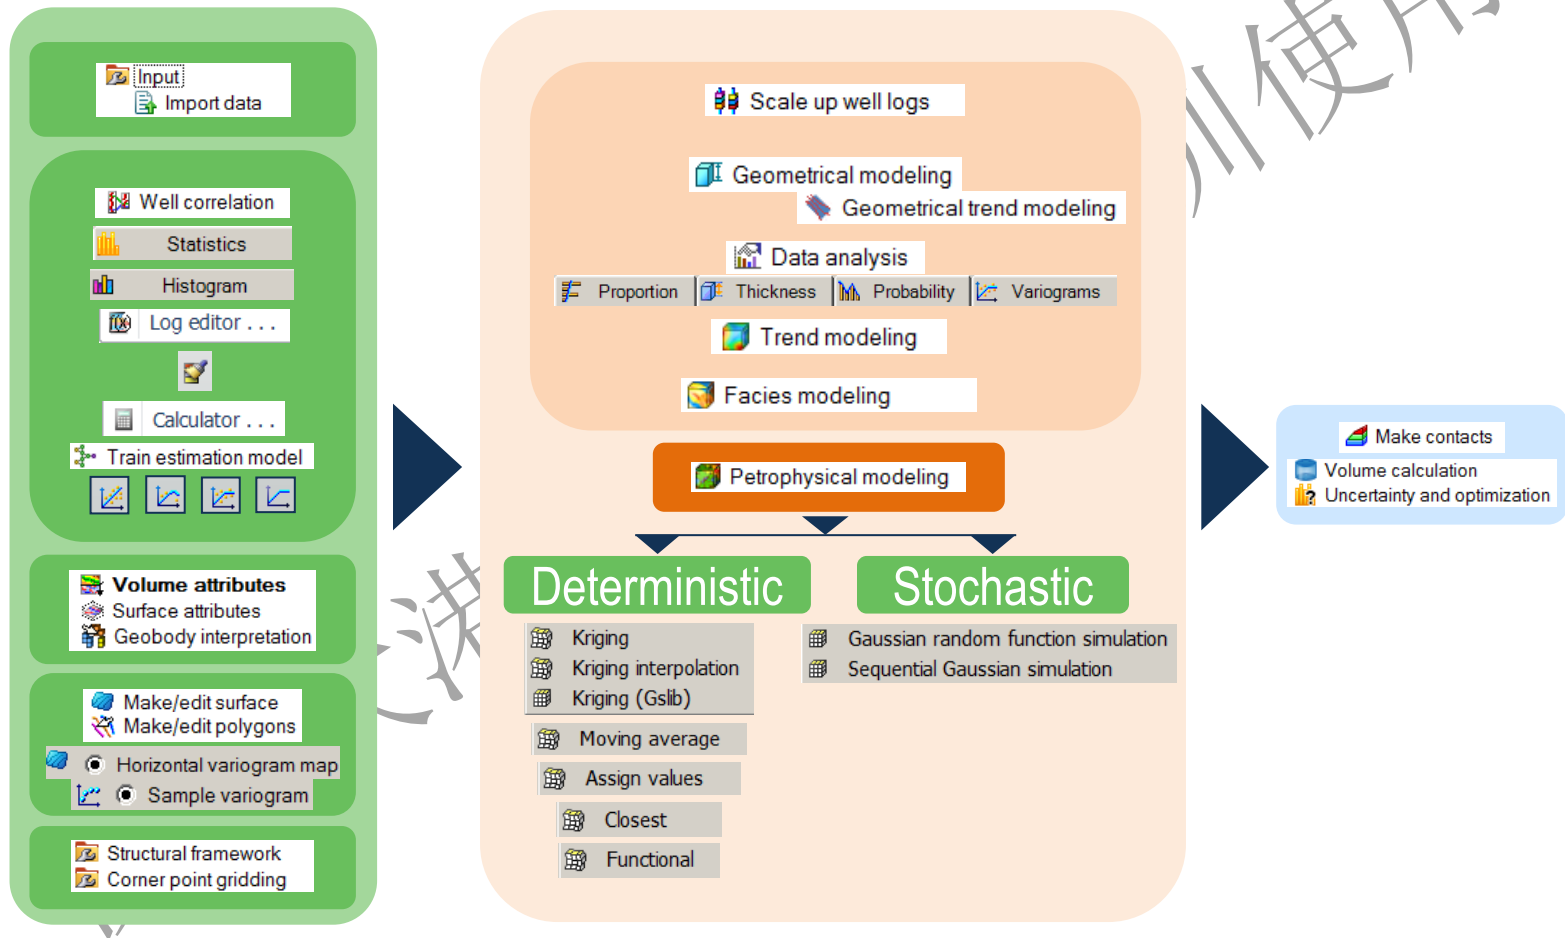 Input
Import data
Well correlation
Statistics
Histogram
f(x) Log editor . . .
Calculator . . .
Train estimation model
Volume attributes
Surface attributes
Geobody interpretation
Make/edit surface
Make/edit polygons
Horizontal variogram map
Sample variogram
Structural framework
Corner point gridding
Scale up well logs
Geometrical modeling
Geometrical trend modeling
Data analysis
Proportion Thickness Probability Variograms
Trend modeling
Facies modeling
Petrophysical modeling
Deterministic
Kriging
Kriging interpolation
Kriging (Gslib)
Moving average
Assign values
Closest
Functional
Stochastic
Gaussian random function simulation
Sequential Gaussian simulation
Make contacts
Volume calculation
? Uncertainty and optimization
港
训使用